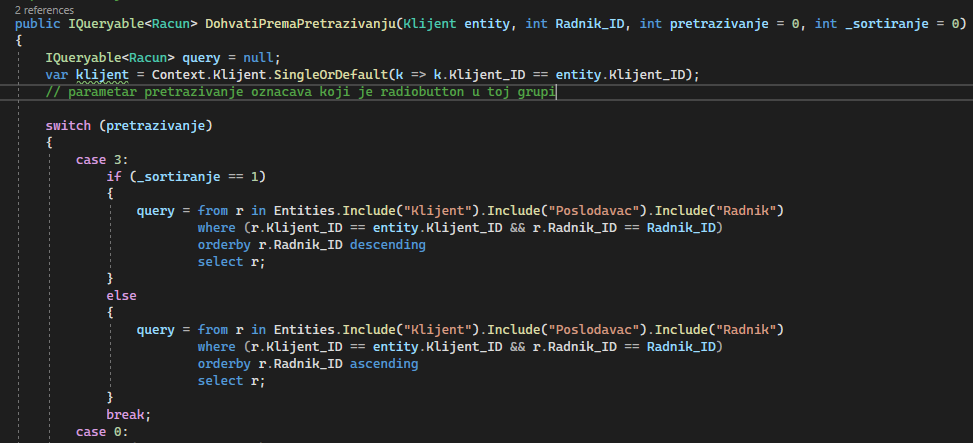 2 references
public IQueryable<Racun> DohvatiPremaPretrazivanju(Klijent entity, int Radnik_ID, int pretrazivanje = 0, int _sortiranje = 0)
{
IQueryable<Racun> query = null;
var klijent = Context.Klijent.SingleOrDefault(k => k.Klijent_ID == entity.Klijent_ID);
// parametar pretrazivanje oznacava koji je radiobutton u toj grupi
switch (pretrazivanje)
{
case 3:
if (_sortiranje == 1)
{
query = from r in Entities.Include("Klijent").Include("Poslodavac").Include("Radnik")
where (r.Klijent_ID == entity.Klijent_ID && r.Radnik_ID == Radnik_ID)
orderby r.Radnik_ID descending
select r;
}
else
{
query = from r in Entities.Include("Klijent").Include("Poslodavac").Include("Radnik")
where (r.Klijent_ID == entity.Klijent_ID && r.Radnik_ID == Radnik_ID)
orderby r.Radnik_ID ascending
select r;
}
break;
case 0: